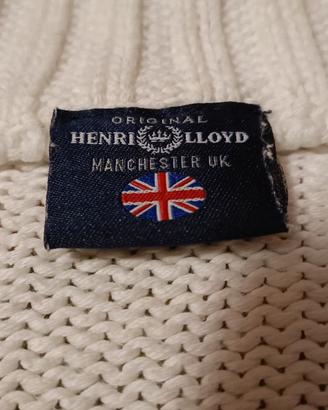 ORIGINAL
HENRI LLOYD
MANCHESTER UK